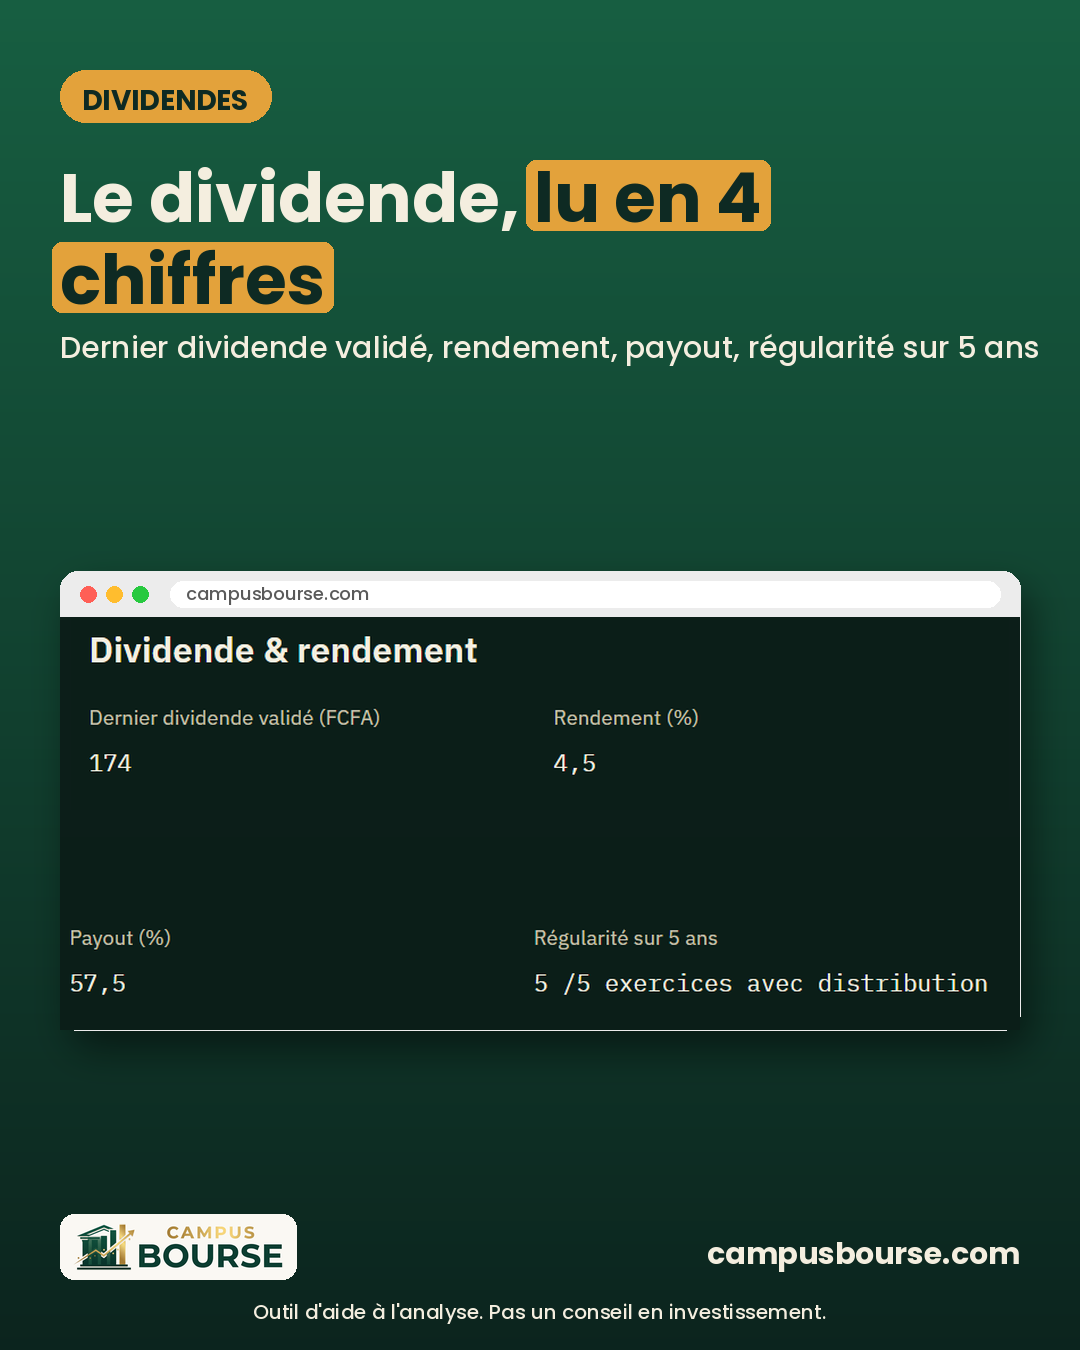 DIVIDENDES
Le dividende, lu en 4
chiffres
Dernier dividende validé, rendement, payout, régularité sur 5 ans
campusbourse.com
Dividende & rendement
Dernier dividende validé (FCFA)
Rendement (%)
174
4,5
Payout (%)
Régularité sur 5 ans
57,5
5 /5 exercices avec distribution
CAMPUS
BOURSE
campusbourse.com
Outil d'aide à l'analyse. Pas un conseil en investissement.